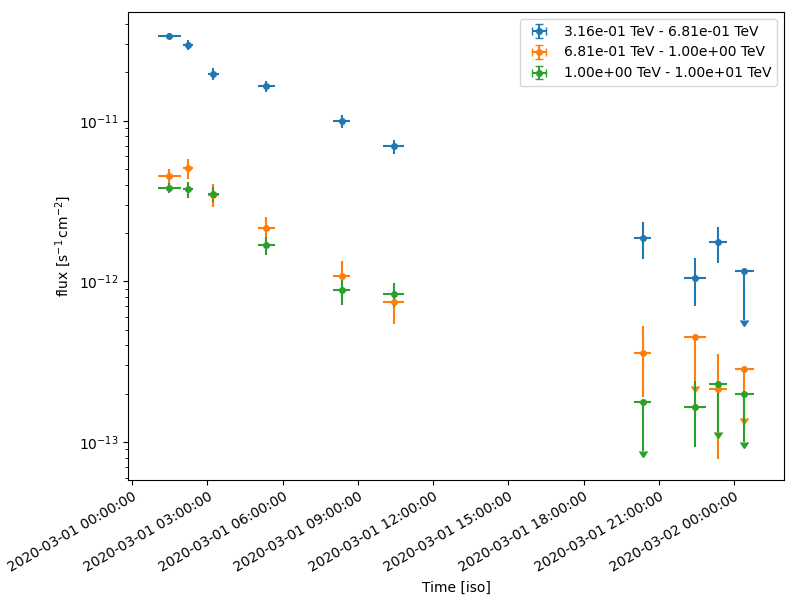 3.16e-01 TeV - 6.81e-01 TeV
6.81e-01 TeV - 1.00e+00 TeV
1.00e+00 TeV - 1.00e+01 TeV
flux [s⁻¹ cm⁻²]
10⁻¹¹
10⁻¹²
10⁻¹³
2020-03-01 00:00:00
2020-03-01 03:00:00
2020-03-01 06:00:00
2020-03-01 09:00:00
2020-03-01 12:00:00
2020-03-01 15:00:00
2020-03-01 18:00:00
2020-03-01 21:00:00
2020-03-02 00:00:00
Time [iso]